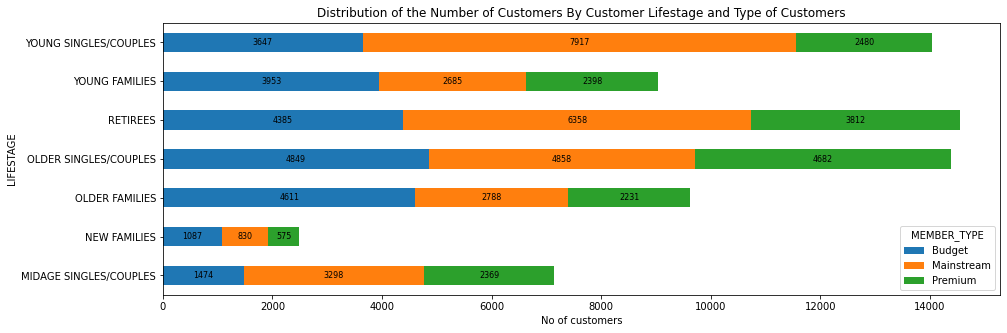 Distribution of the Number of Customers By Customer Lifestage and Type of Customers
LIFESTAGE
YOUNG SINGLES/COUPLES 3647 7917 2480
YOUNG FAMILIES 3953 2685 2398
RETIREES 4385 6358 3812
OLDER SINGLES/COUPLES 4849 4858 4682
OLDER FAMILIES 4611 2788 2231
NEW FAMILIES 1087 830 575
MIDAGE SINGLES/COUPLES 1474 3298 2369
MEMBER_TYPE
Budget
Mainstream
Premium
0 2000 4000 6000 8000 10000 12000 14000
No of customers